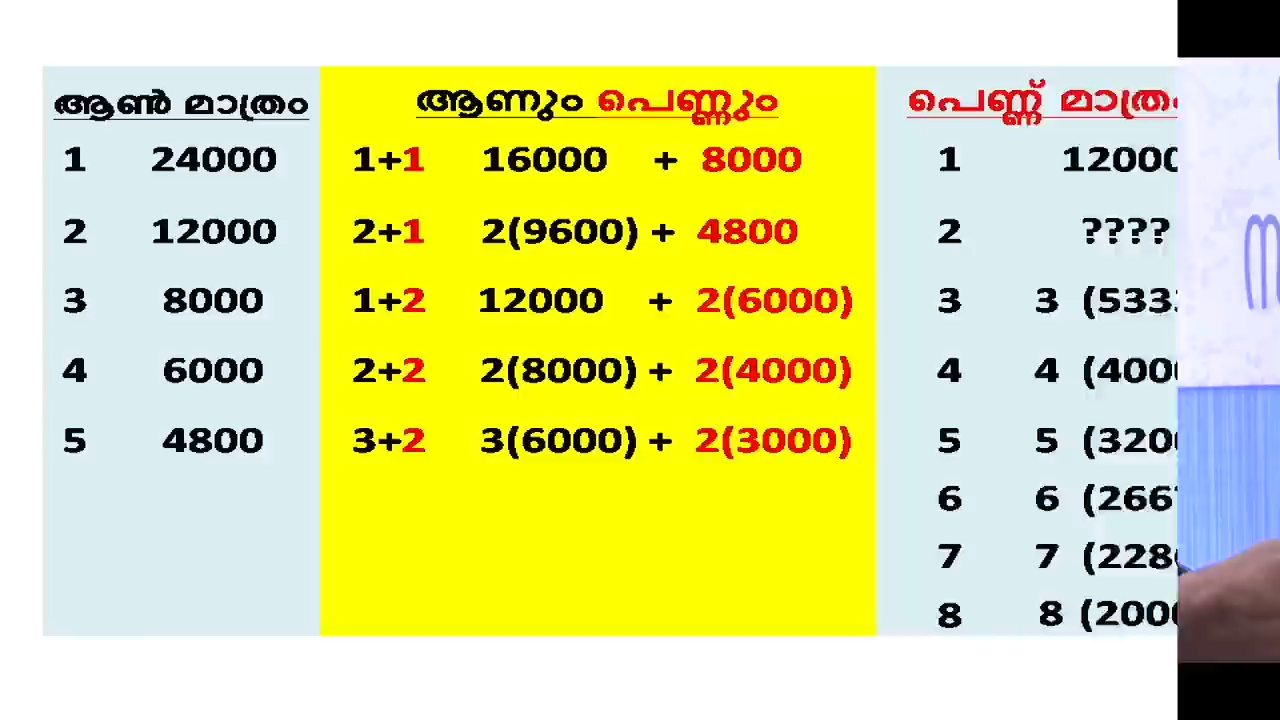 ആൺ മാത്രം
1 24000
2 12000
3 8000
4 6000
5 4800
ആണും പെണ്ണും
1+1 16000 + 8000
2+1 2(9600) + 4800
1+2 12000 + 2(6000)
2+2 2(8000) + 2(4000)
3+2 3(6000) + 2(3000)
പെണ്ണ് മാത്രം
1 12000
2 ????
3 3 (533
4 4 (400
5 5 (320
6 6 (266
7 7 (228
8 8 (200